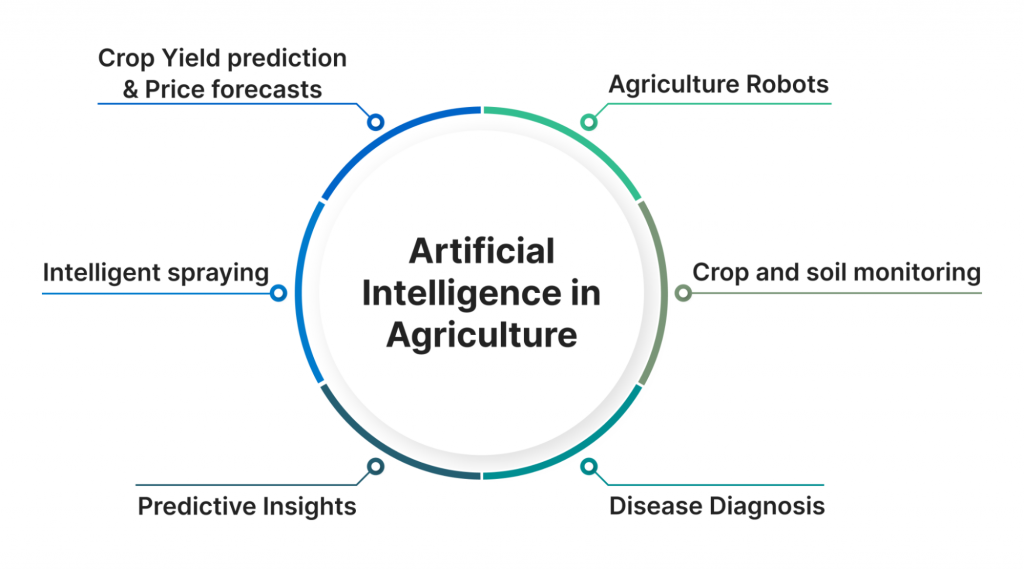 Crop Yield prediction
& Price forecasts
Agriculture Robots
Intelligent spraying
Artificial
Intelligence in
Agriculture
Crop and soil monitoring
Predictive Insights
Disease Diagnosis